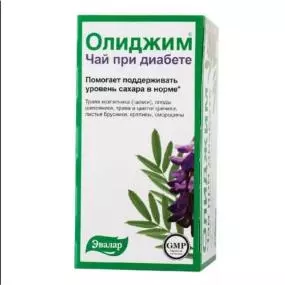 Олиджим®
Чай при диабете
Помогает поддерживать
уровень сахара в норме*
Трава козлятника (галеги), плоды
шиповника, трава и цветки гречихи,
листья брусники, крапивы, смородины
Эвалар
GMP
ОЛИДЖИМ